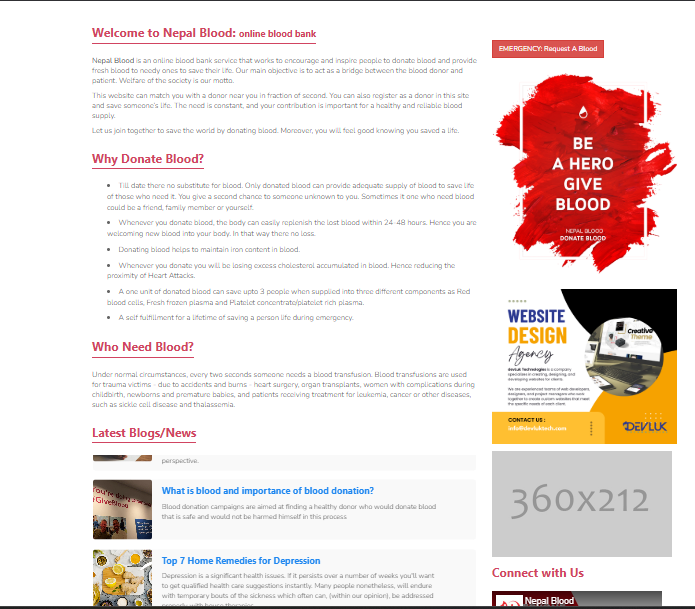 Welcome to Nepal Blood: online blood bank
Nepal Blood is an online blood bank service that works to encourage and inspire people to donate blood and provide
fresh blood to needy ones to save their life. Our main objective is to act as a bridge between the blood donor and
patient. Welfare of the society is our motto.
This website can match you with a donor near you in fraction of second. You can also register as a donor in this site
and save someone's life. The need is constant, and your contribution is important for a healthy and reliable blood
supply.
Let us join together to save the world by donating blood. Moreover, you will feel good knowing you saved a life.
Why Donate Blood?
• Till date there no substitute for blood. Only donated blood can provide adequate supply of blood to save life
of those who need it. You give a second chance to someone unknown to you. Sometimes it one who need blood
could be a friend, family member or yourself.
• Whenever you donate blood, the body can easily replenish the lost blood within 24-48 hours. Hence you are
welcoming new blood into your body. In that way there no loss.
• Donating blood helps to maintain iron content in blood.
• Whenever you donate you will be losing excess cholesterol accumulated in blood. Hence reducing the
proximity of Heart Attacks.
• A one unit of donated blood can save upto 3 people when supplied into three different components as Red
blood cells, Fresh frozen plasma and Platelet concentrate/platelet rich plasma.
• A self fulfillment for a lifetime of saving a person life during emergency.
Who Need Blood?
Under normal circumstances, every two seconds someone needs a blood transfusion. Blood transfusions are used
for trauma victims - due to accidents and burns - heart surgery, organ transplants, women with complications during
childbirth, newborns and premature babies, and patients receiving treatment for leukemia, cancer or other diseases,
such as sickle cell disease and thalassemia.
Latest Blogs/News
perspective.
What is blood and importance of blood donation?
Blood donation campaigns are aimed at finding a healthy donor who would donate blood
that is safe and would not be harmed himself in this process
Top 7 Home Remedies for Depression
Depression is a significant health issues. If it persists over a number of weeks you'll want
to get qualified health care suggestions instantly. Many people nonetheless, will endure
with temporary bouts of the sickness which often can, (within our opinion), be addressed
properly with house therapies
EMERGENCY: Request A Blood
BE
A HERO
GIVE
BLOOD
NEPAL BLOOD
DONATE BLOOD
WEBSITE
DESIGN
Agency
Devluk Technologies is a company
specialises in creating, designing, and
developing websites for clients.
We are experienced teams of web developers,
designers, and project managers who work
together to create custom websites that meet
the specific needs of each client.
Creative
Theme
CONTACT US :
info@devluktech.com
DEVLUK
360x212
Connect with Us
Nepal Blood